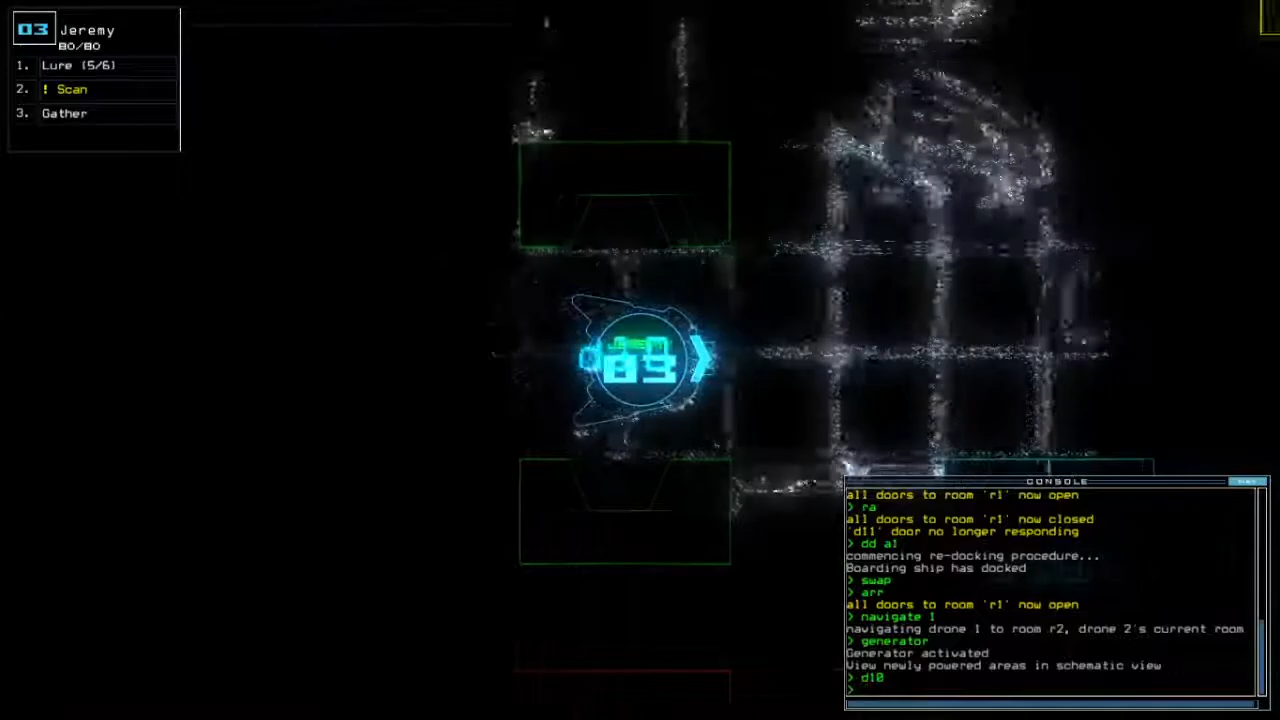 03 Jeremy
80/80
1. Lure (5/6)
2. ! Scan
3. Gather
03
CONSOLE
all doors to room 'r1' now open
> ra
all doors to room 'r1' now closed
'd11' door no longer responding
> dd a1
commencing re-docking procedure...
Boarding ship has docked
> swap
> arr
all doors to room 'r1' now open
> navigate 1
navigating drone 1 to room r2, drone 2's current room
> generator
Generator activated
View newly powered areas in schematic view
> d10
>